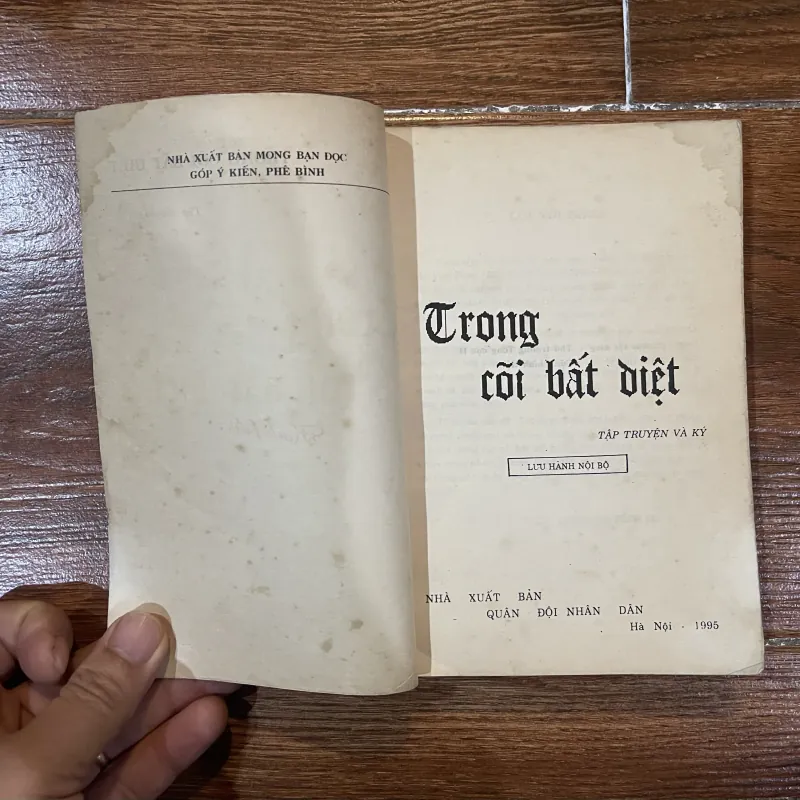 NHÀ XUẤT BẢN MONG BẠN ĐỌC
GÓP Ý KIẾN, PHÊ BÌNH
Trong
cõi bất diệt
TẬP TRUYỆN VÀ KÝ
LƯU HÀNH NỘI BỘ
NHÀ XUẤT BẢN
QUÂN ĐỘI NHÂN DÂN
Hà Nội - 1995